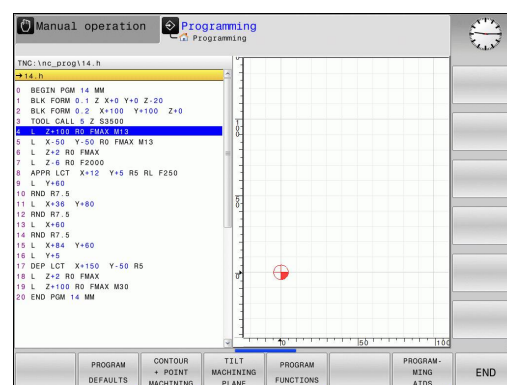 Manual operation
Programming
Programming
TNC:\nc_prog\14.h
→14.h
0 BEGIN PGM 14 MM
1 BLK FORM 0.1 Z X+0 Y+0 Z-20
2 BLK FORM 0.2 X+100 Y+100 Z+0
3 TOOL CALL 5 Z S3500
4 L Z+100 R0 FMAX M13
5 L X-50 Y-50 R0 FMAX M13
6 L Z+2 R0 FMAX
7 L Z-6 R0 F2000
8 APPR LCT X+12 Y+5 R5 RL F250
9 L Y+60
10 RND R7.5
11 L X+36 Y+80
12 RND R7.5
13 L X+60
14 RND R7.5
15 L X+84 Y+60
16 L Y+5
17 DEP LCT X+150 Y-50 R5
18 L Z+2 R0 FMAX
19 L Z+100 R0 FMAX M30
20 END PGM 14 MM
100
50
0
0 50 100
PROGRAM DEFAULTS
CONTOUR + POINT MACHINING
TILT MACHINING PLANE
PROGRAM FUNCTIONS
PROGRAM- MING AIDS
END